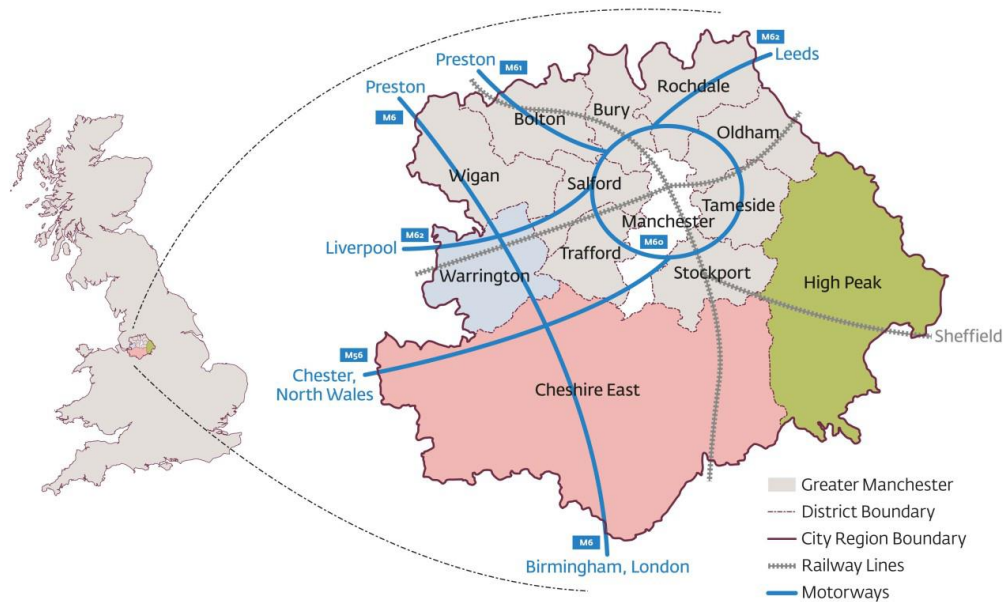 M62
Preston
M61
Leeds
Preston
Rochdale
M6
Bury
Bolton
Oldham
Wigan
Salford
Tameside
Manchester
M62
Liverpool
M60
Trafford
Warrington
Stockport
High Peak
Sheffield
M56
Chester,
North Wales
Cheshire East
M6
Birmingham, London
Greater Manchester
District Boundary
City Region Boundary
Railway Lines
Motorways